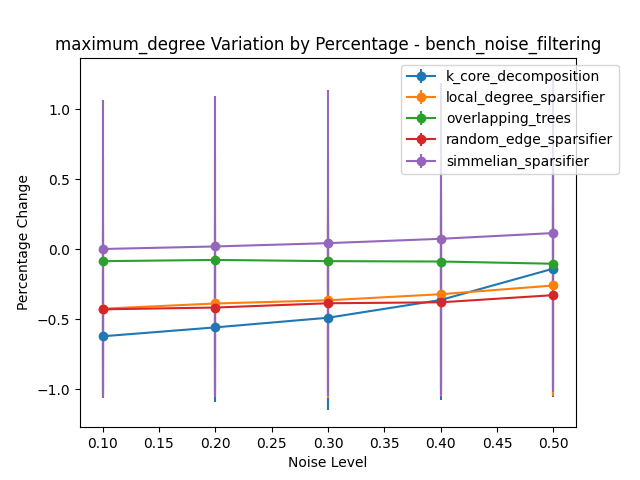 maximum_degree Variation by Percentage - bench_noise_filtering
k_core_decomposition
local_degree_sparsifier
overlapping_trees
random_edge_sparsifier
simmelian_sparsifier
Percentage Change
1.0
0.5
0.0
−0.5
−1.0
0.10 0.15 0.20 0.25 0.30 0.35 0.40 0.45 0.50
Noise Level